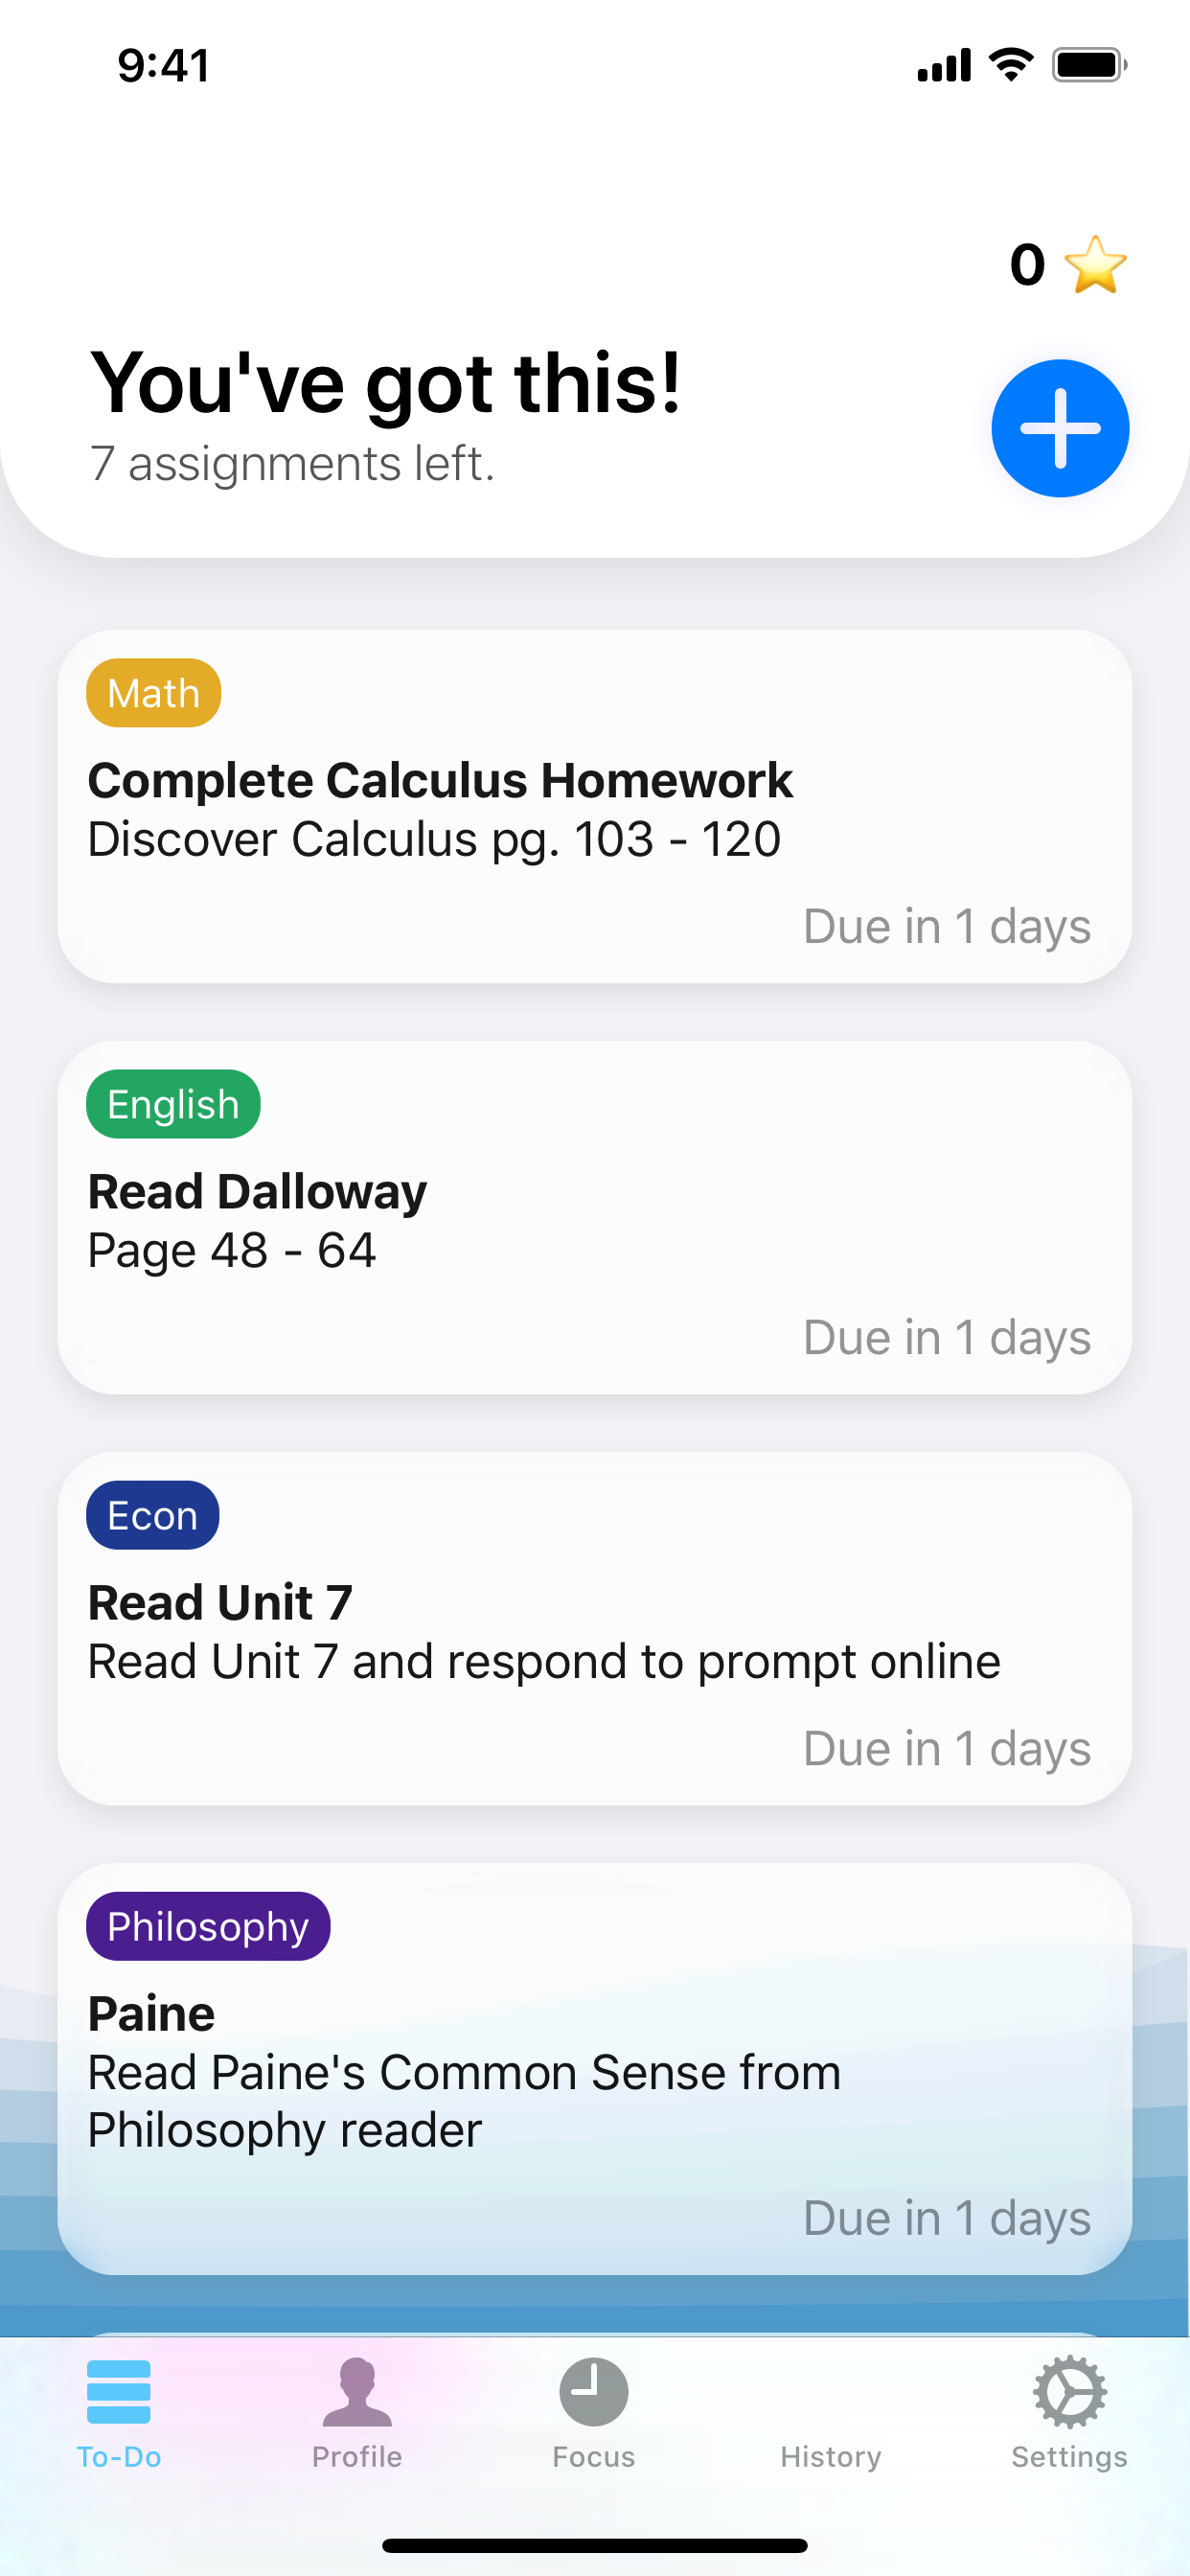 9:41
0
You've got this!
7 assignments left.
Math
Complete Calculus Homework
Discover Calculus pg. 103 - 120
Due in 1 days
English
Read Dalloway
Page 48 - 64
Due in 1 days
Econ
Read Unit 7
Read Unit 7 and respond to prompt online
Due in 1 days
Philosophy
Paine
Read Paine's Common Sense from
Philosophy reader
Due in 1 days
To-Do
Profile
Focus
History
Settings